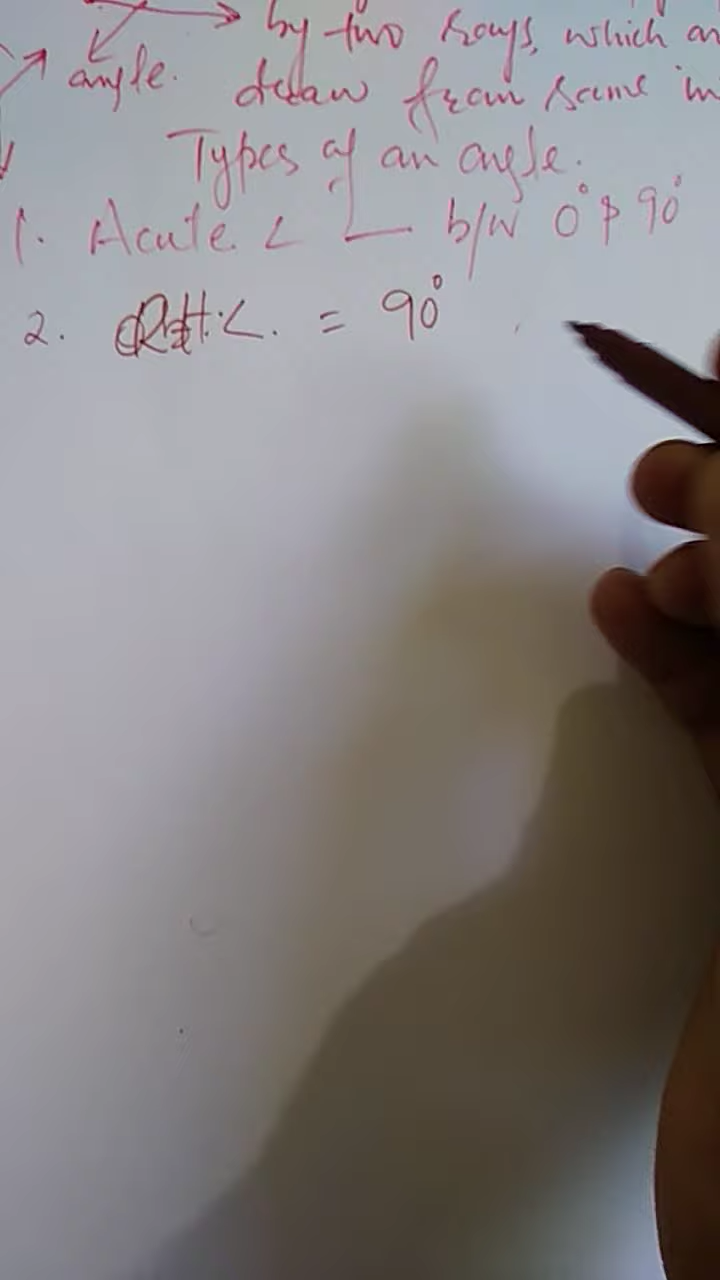 by two rays, which
angle. draw from same
Types of an angle.
1. Acute < b/w 0° & 90°
2. Rt. <. = 90°